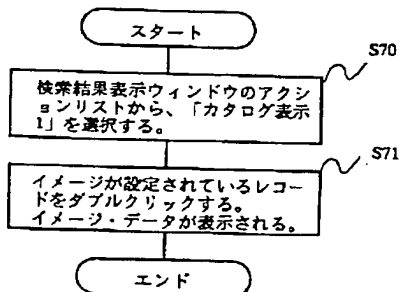 スタート
S70
検索結果表示ウィンドウのアクシ
ョンリストから、「カタログ表示
1」を選択する。
S71
イメージが設定されているレコー
ドをダブルクリックする。
イメージ・データが表示される。
エンド